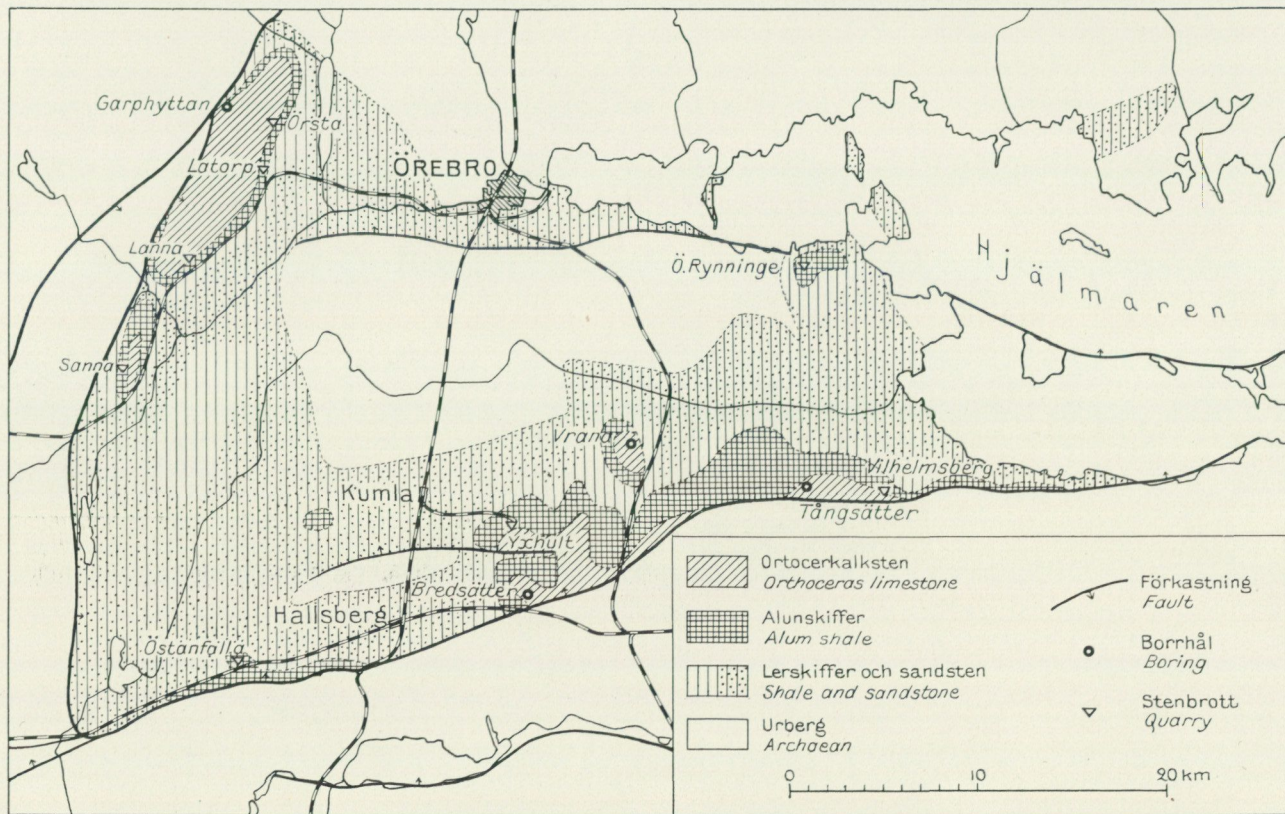 Garphyttan
Örsta
Latorp
ÖREBRO
Lanna
Ö.Rynninge
Hjälmaren
Sanna
Vrana
Kumla
Vilhelmsberg
Tångsätter
Yxhult
Bredsätter
Hallsberg
Östanfalla
Ortocerkalksten
Orthoceras limestone
Alunskiffer
Alum shale
Lerskiffer och sandsten
Shale and sandstone
Urberg
Archaean
Förkastning
Fault
Borrhål
Boring
Stenbrott
Quarry
0 10 20 km